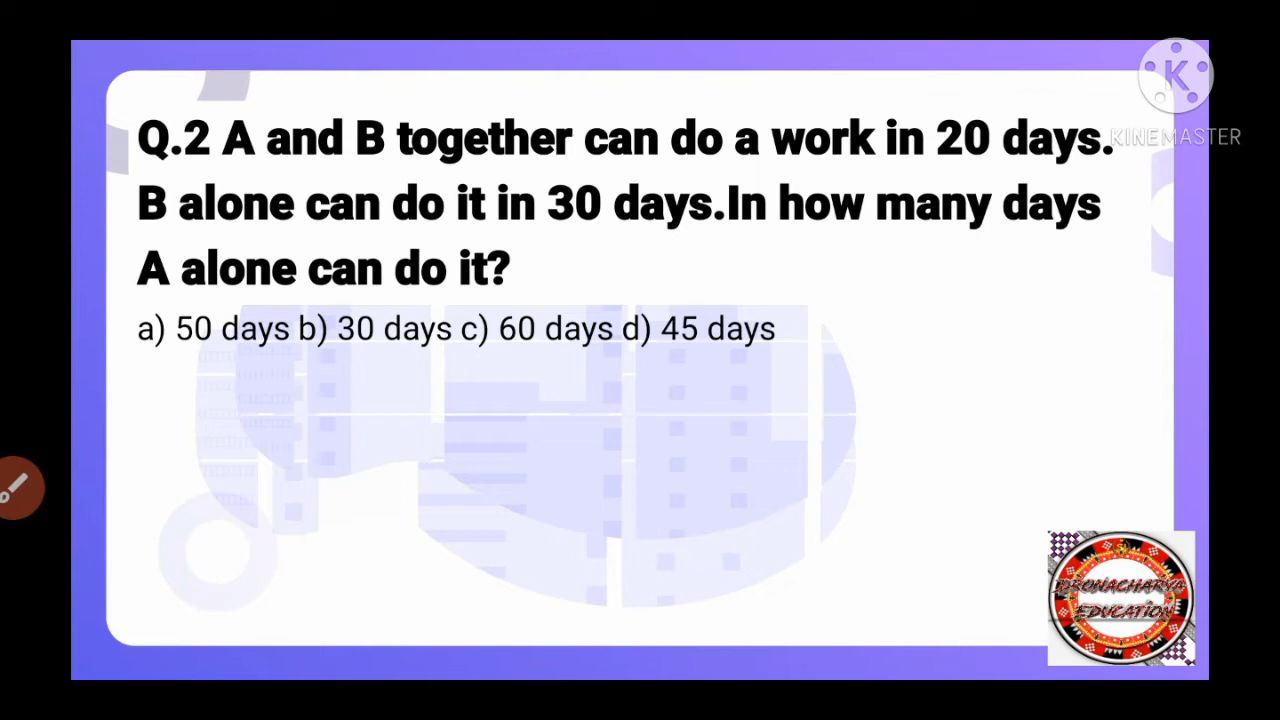 Q.2 A and B together can do a work in 20 days.
B alone can do it in 30 days.In how many days
A alone can do it?
a) 50 days b) 30 days c) 60 days d) 45 days
K
KINEMASTER
DRONACHARYA
EDUCATION